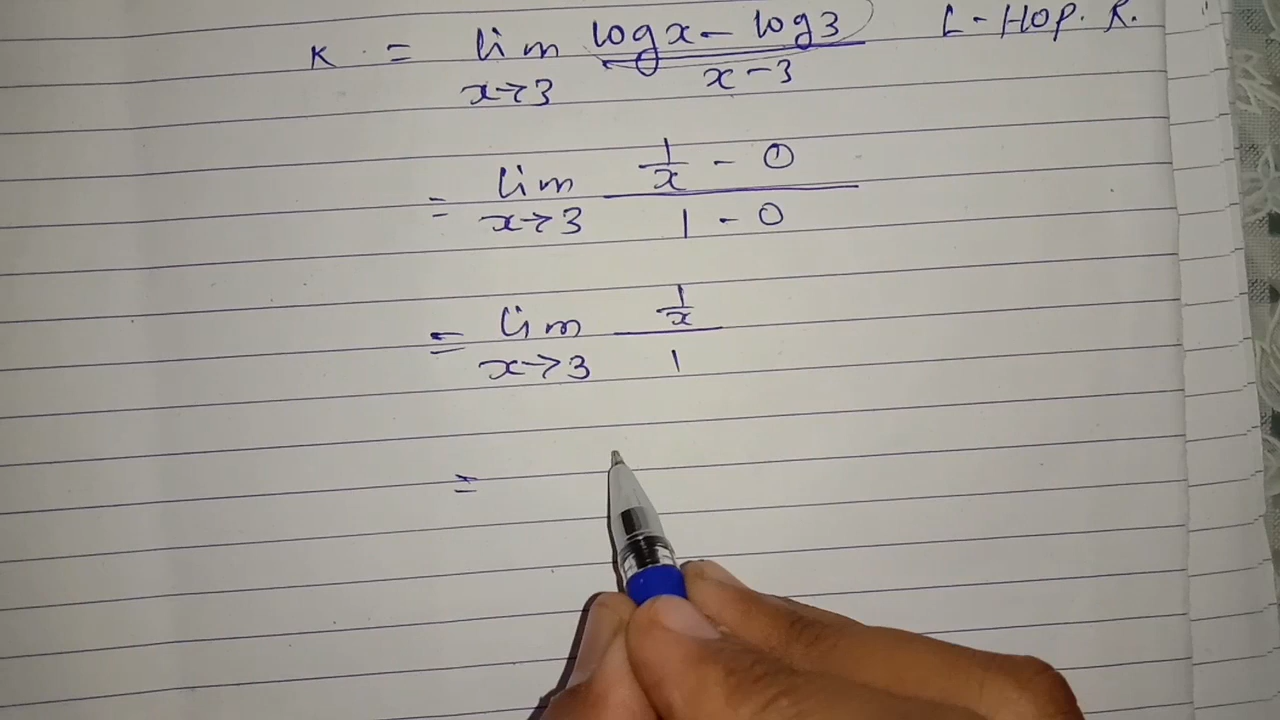 K = lim x→3 (log x - log 3)/(x - 3) L-Hop. R.
= lim x→3 (1/x - 0)/(1 - 0)
= lim x→3 (1/x)/1
=